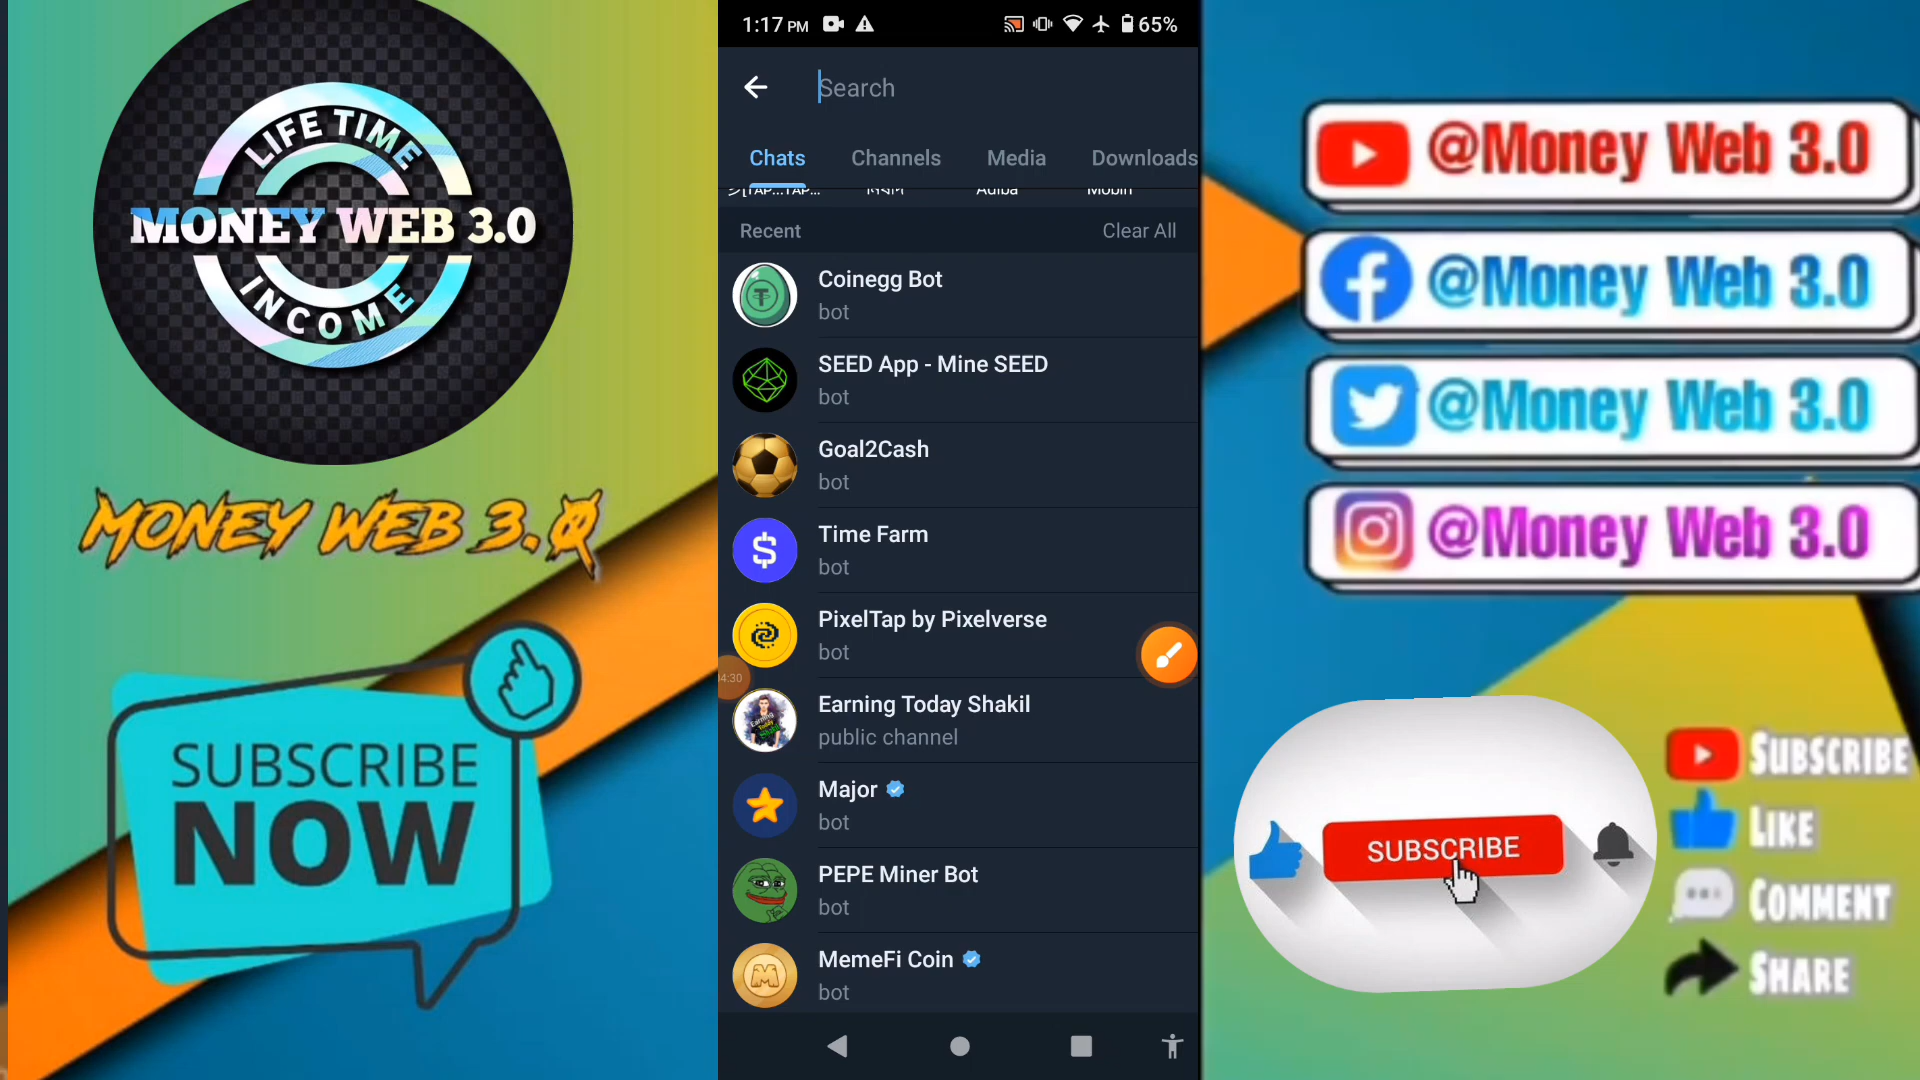 LIFE TIME
MONEY WEB 3.0
INCOME
MONEY WEB 3.0
SUBSCRIBE
NOW
1:17 PM
65%
Search
Chats
Channels
Media
Downloads
Adiba
Mobin
Recent
Clear All
Coinegg Bot
bot
SEED App - Mine SEED
bot
Goal2Cash
bot
Time Farm
bot
PixelTap by Pixelverse
bot
04:30
Earning Today Shakil
public channel
Major
bot
PEPE Miner Bot
bot
MemeFi Coin
bot
@Money Web 3.0
@Money Web 3.0
@Money Web 3.0
@Money Web 3.0
SUBSCRIBE
SUBSCRIBE
LIKE
COMMENT
SHARE